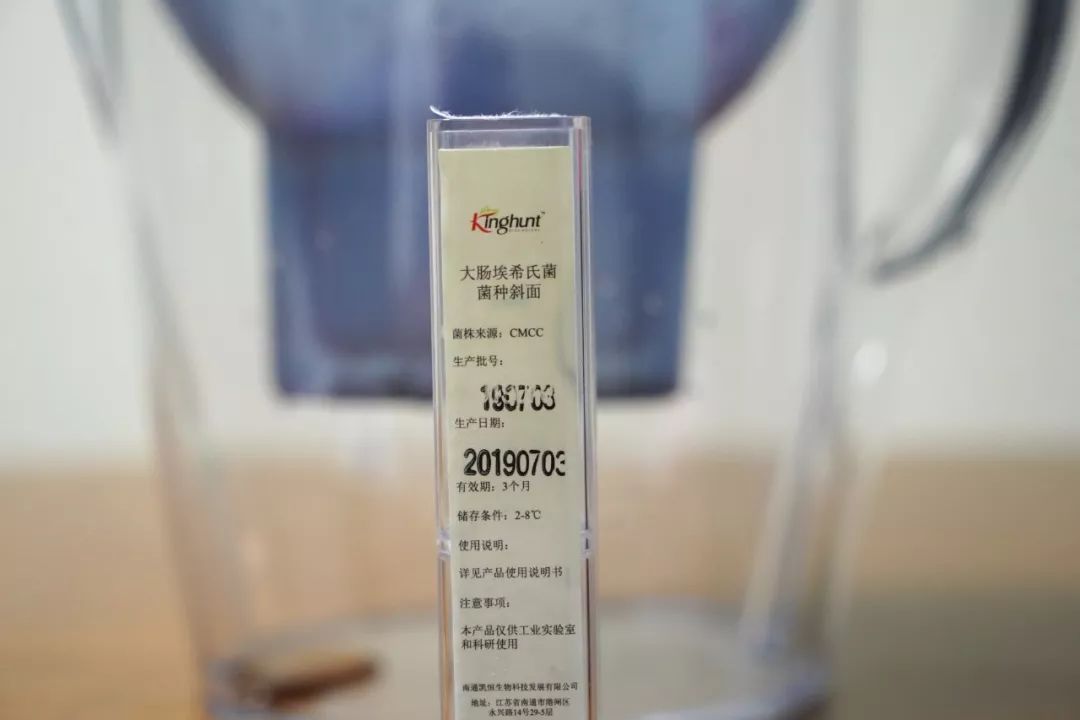 Kinghunt
大肠埃希氏菌
菌种斜面
菌株来源：CMCC
生产批号：
190703
生产日期：
20190703
有效期：3个月
储存条件：2-8℃
使用说明：
详见产品使用说明书
注意事项：
本产品仅供工业实验室
和科研使用
南通凯恒生物科技发展有限公司
地址：江苏省南通市港闸区
永兴路14号29-5层